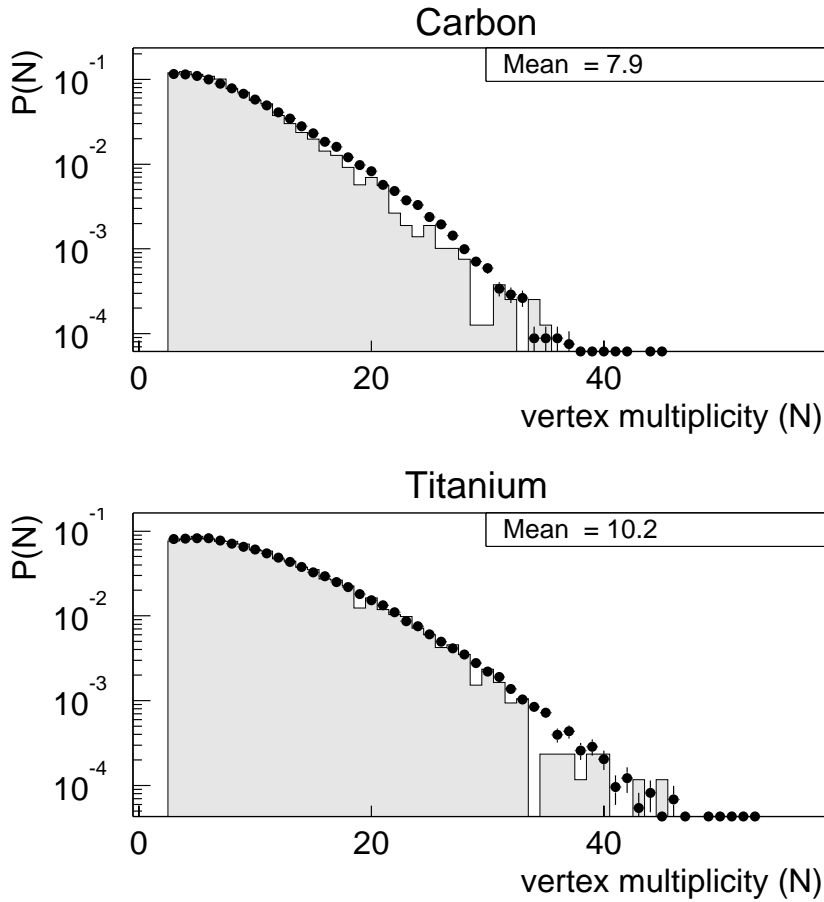 Carbon
P(N)
Mean = 7.9
10^-1
10^-2
10^-3
10^-4
0 20 40
vertex multiplicity (N)
Titanium
P(N)
Mean = 10.2
10^-1
10^-2
10^-3
10^-4
0 20 40
vertex multiplicity (N)